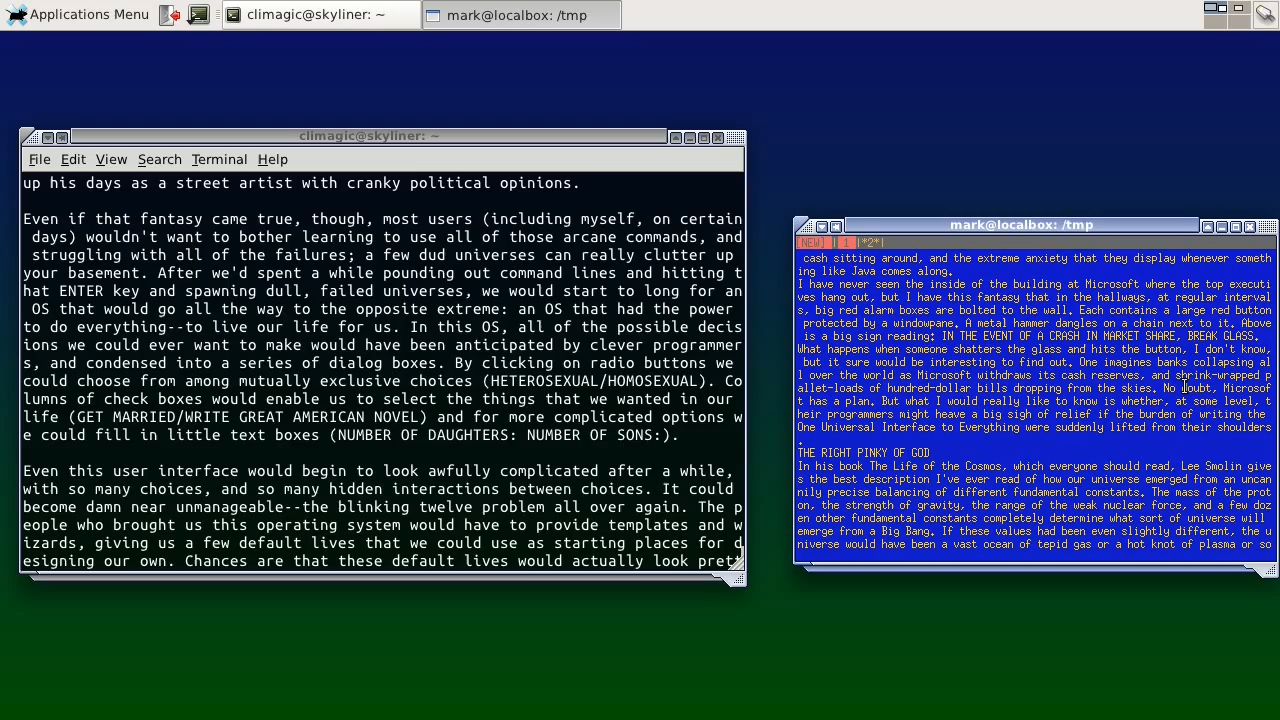 Applications Menu
climagic@skyliner: ~
mark@localbox: /tmp
climagic@skyliner: ~
File Edit View Search Terminal Help
up his days as a street artist with cranky political opinions.
Even if that fantasy came true, though, most users (including myself, on certain
days) wouldn't want to bother learning to use all of those arcane commands, and
struggling with all of the failures; a few dud universes can really clutter up
your basement. After we'd spent a while pounding out command lines and hitting t
hat ENTER key and spawning dull, failed universes, we would start to long for an
OS that would go all the way to the opposite extreme: an OS that had the power
to do everything--to live our life for us. In this OS, all of the possible decis
ions we could ever want to make would have been anticipated by clever programmer
s, and condensed into a series of dialog boxes. By clicking on radio buttons we
could choose from among mutually exclusive choices (HETEROSEXUAL/HOMOSEXUAL). Co
lumns of check boxes would enable us to select the things that we wanted in our
life (GET MARRIED/WRITE GREAT AMERICAN NOVEL) and for more complicated options w
e could fill in little text boxes (NUMBER OF DAUGHTERS: NUMBER OF SONS:).
Even this user interface would begin to look awfully complicated after a while,
with so many choices, and so many hidden interactions between choices. It could
become damn near unmanageable--the blinking twelve problem all over again. The p
eople who brought us this operating system would have to provide templates and w
izards, giving us a few default lives that we could use as starting places for d
esigning our own. Chances are that these default lives would actually look prett
mark@localbox: /tmp
[NEW] | 1 |*2*|
cash sitting around, and the extreme anxiety that they display whenever someth
ing like Java comes along.
I have never seen the inside of the building at Microsoft where the top executi
ves hang out, but I have this fantasy that in the hallways, at regular interval
s, big red alarm boxes are bolted to the wall. Each contains a large red button
protected by a windowpane. A metal hammer dangles on a chain next to it. Above
is a big sign reading: IN THE EVENT OF A CRASH IN MARKET SHARE, BREAK GLASS.
What happens when someone shatters the glass and hits the button, I don't know,
but it sure would be interesting to find out. One imagines banks collapsing al
l over the world as Microsoft withdraws its cash reserves, and shrink-wrapped p
allet-loads of hundred-dollar bills dropping from the skies. No doubt, Microsof
t has a plan. But what I would really like to know is whether, at some level, t
heir programmers might heave a big sigh of relief if the burden of writing the
One Universal Interface to Everything were suddenly lifted from their shoulders
.
THE RIGHT PINKY OF GOD
In his book The Life of the Cosmos, which everyone should read, Lee Smolin give
s the best description I've ever read of how our universe emerged from an uncan
nily precise balancing of different fundamental constants. The mass of the prot
on, the strength of gravity, the range of the weak nuclear force, and a few doz
en other fundamental constants completely determine what sort of universe will
emerge from a Big Bang. If these values had been even slightly different, the u
niverse would have been a vast ocean of tepid gas or a hot knot of plasma or so